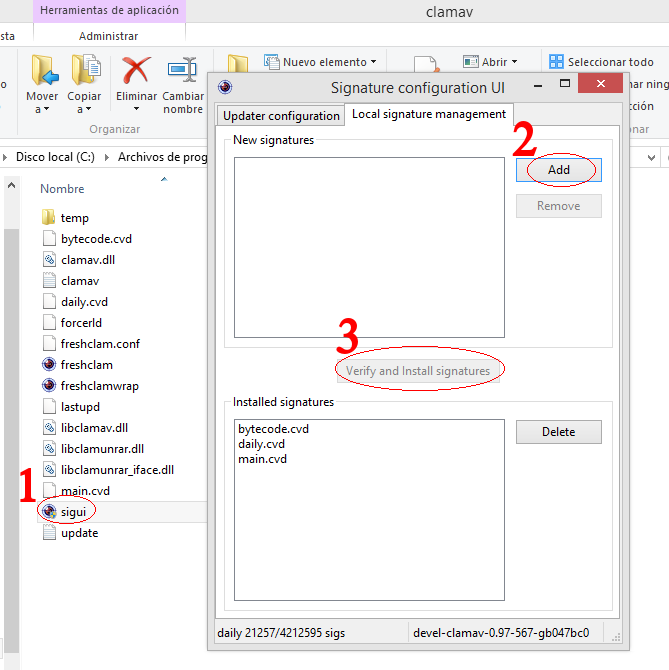 Herramientas de aplicación
clamav
sta
Administrar
Mover
a
Copiar
a
Eliminar
Cambiar
nombre
Nuevo elemento
Abrir
Seleccionar todo
Organizar
Disco local (C:)
Archivos de prog
Nombre
temp
bytecode.cvd
clamav.dll
clamav
daily.cvd
forcerld
freshclam.conf
freshclam
freshclamwrap
lastupd
libclamav.dll
libclamunrar.dll
libclamunrar_iface.dll
main.cvd
1
sigui
update
Signature configuration UI
Updater configuration
Local signature management
New signatures
2
Add
Remove
3
Verify and Install signatures
Installed signatures
bytecode.cvd
daily.cvd
main.cvd
Delete
daily 21257/4212595 sigs
devel-clamav-0.97-567-gb047bc0